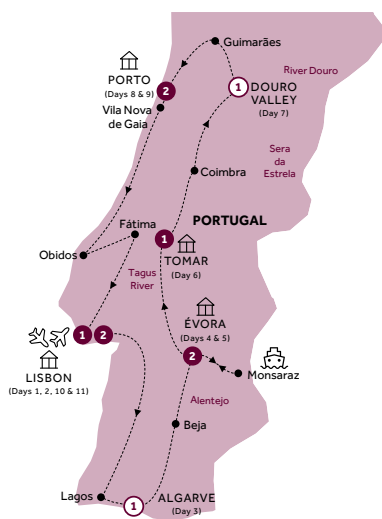 Guimarães
River Douro
PORTO
(Days 8 & 9)
2
1
DOURO
VALLEY
(Day 7)
Vila Nova
de Gaia
Sera
da
Estrela
Coimbra
PORTUGAL
Fátima
1
TOMAR
(Day 6)
Obidos
Tagus
River
ÉVORA
(Days 4 & 5)
1 2
LISBON
(Days 1, 2, 10 & 11)
2
Monsaraz
Alentejo
Beja
Lagos
1
ALGARVE
(Day 3)